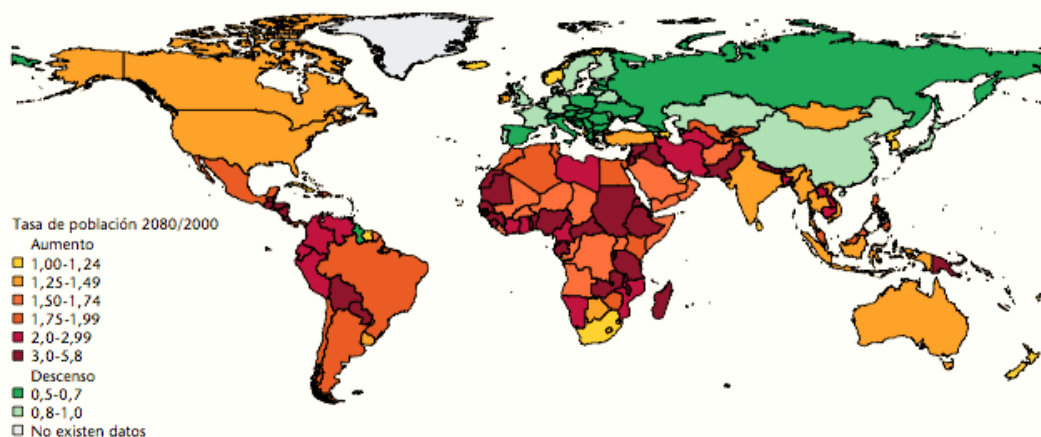 Tasa de población 2080/2000
Aumento
1,00-1,24
1,25-1,49
1,50-1,74
1,75-1,99
2,0-2,99
3,0-5,8
Descenso
0,5-0,7
0,8-1,0
No existen datos